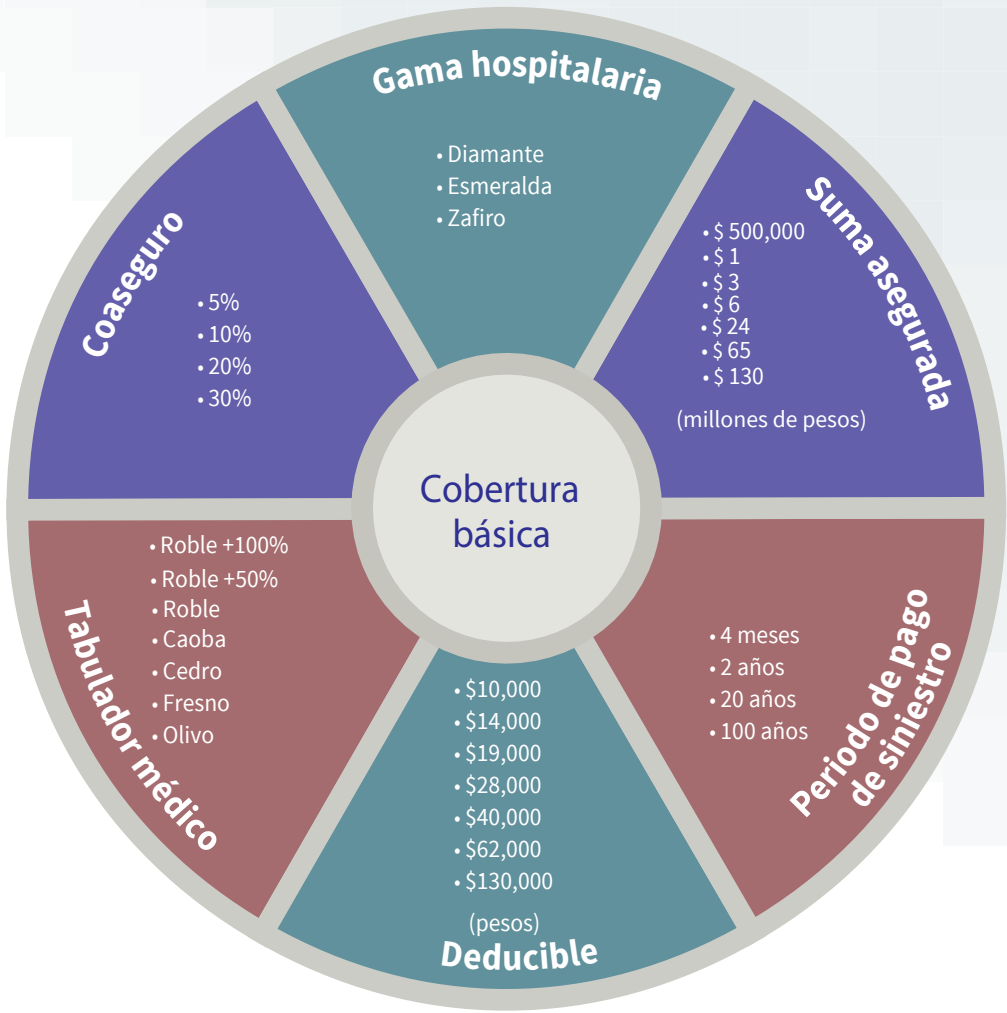 Gama hospitalaria
• Diamante
• Esmeralda
• Zafiro
Suma asegurada
• $ 500,000
• $ 1
• $ 3
• $ 6
• $ 24
• $ 65
• $ 130
(millones de pesos)
Periodo de pago
de siniestro
• 4 meses
• 2 años
• 20 años
• 100 años
• $10,000
• $14,000
• $19,000
• $28,000
• $40,000
• $62,000
• $130,000
(pesos)
Deducible
Tabulador médico
• Roble +100%
• Roble +50%
• Roble
• Caoba
• Cedro
• Fresno
• Olivo
Coaseguro
• 5%
• 10%
• 20%
• 30%
Cobertura
básica